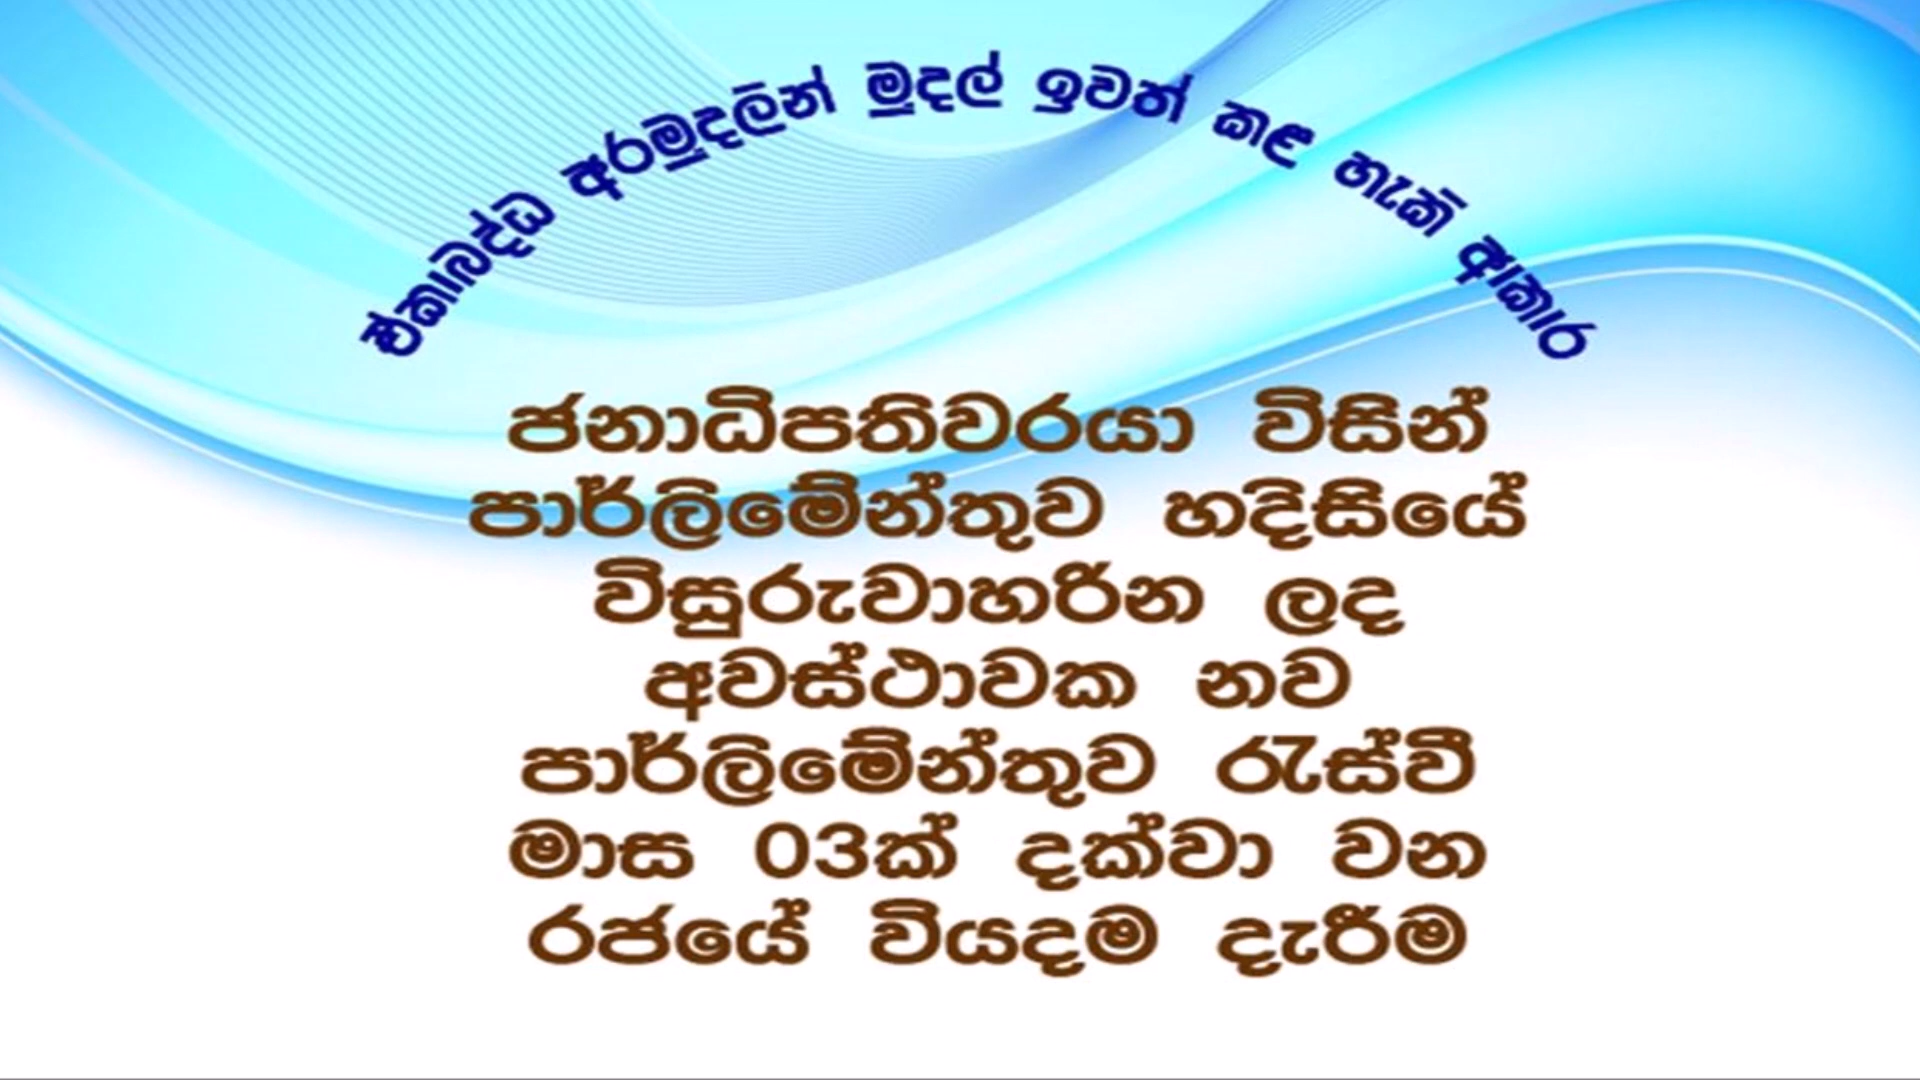 ඒකාබද්ධ අරමුදලින් මුදල් ඉවත් කළ හැකි ආකාර
ජනාධිපතිවරයා විසින්
පාර්ලිමේන්තුව හදිසියේ
විසුරුවාහරින ලද
අවස්ථාවක නව
පාර්ලිමේන්තුව රැස්වී
මාස 03ක් දක්වා වන
රජයේ වියදම දැරීම